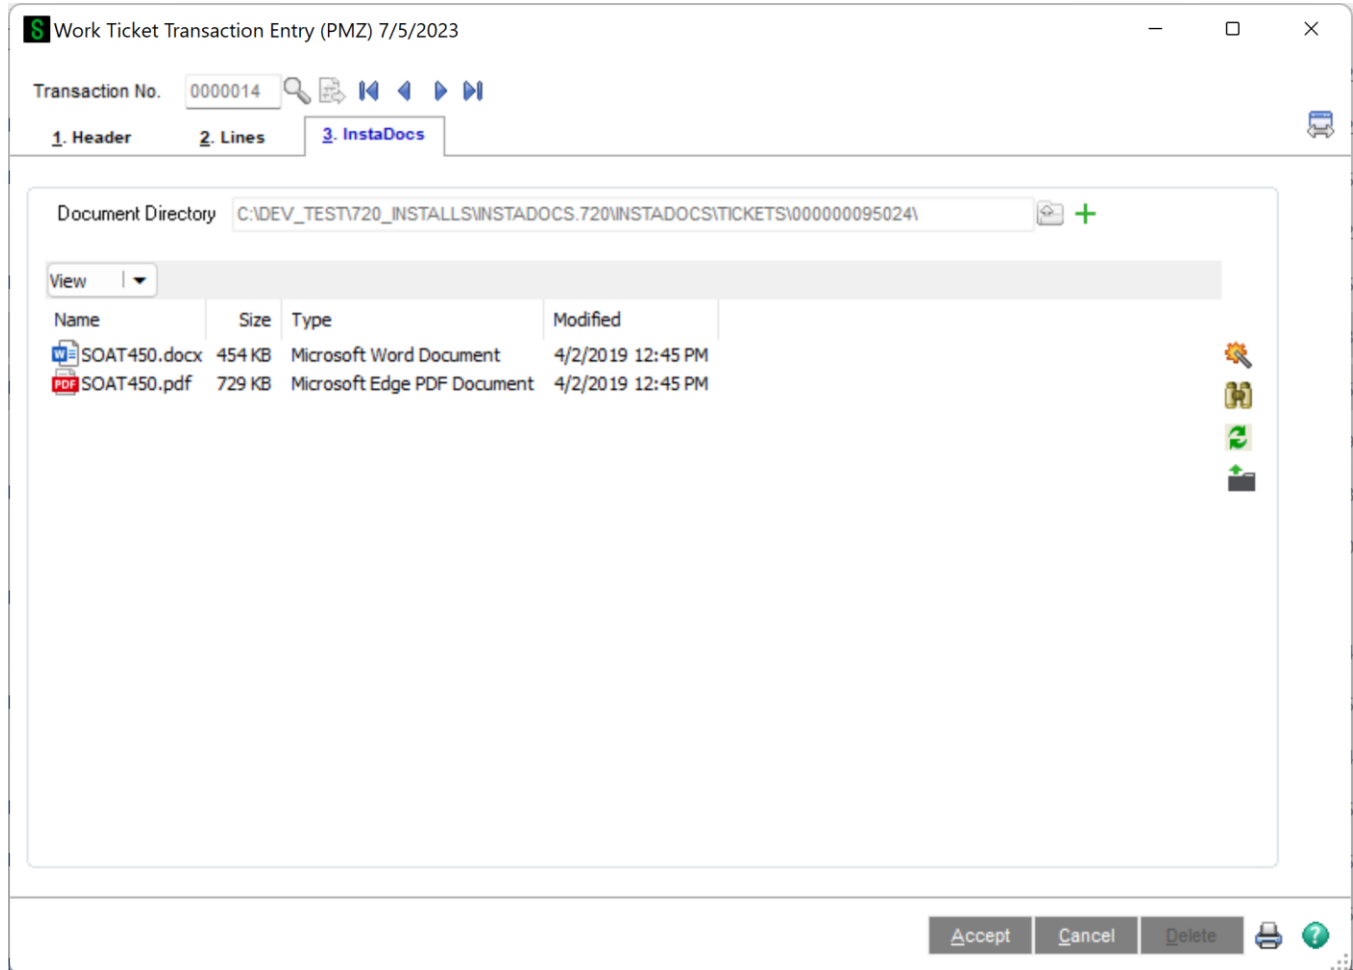 S Work Ticket Transaction Entry (PMZ) 7/5/2023
Transaction No. 0000014
1. Header 2. Lines 3. InstaDocs
Document Directory C:\DEV_TEST\720_INSTALLS\INSTADOCS.720\INSTADOCS\TICKETS\000000095024\
View
Name Size Type Modified
W SOAT450.docx 454 KB Microsoft Word Document 4/2/2019 12:45 PM
PDF SOAT450.pdf 729 KB Microsoft Edge PDF Document 4/2/2019 12:45 PM
Accept Cancel Delete ?